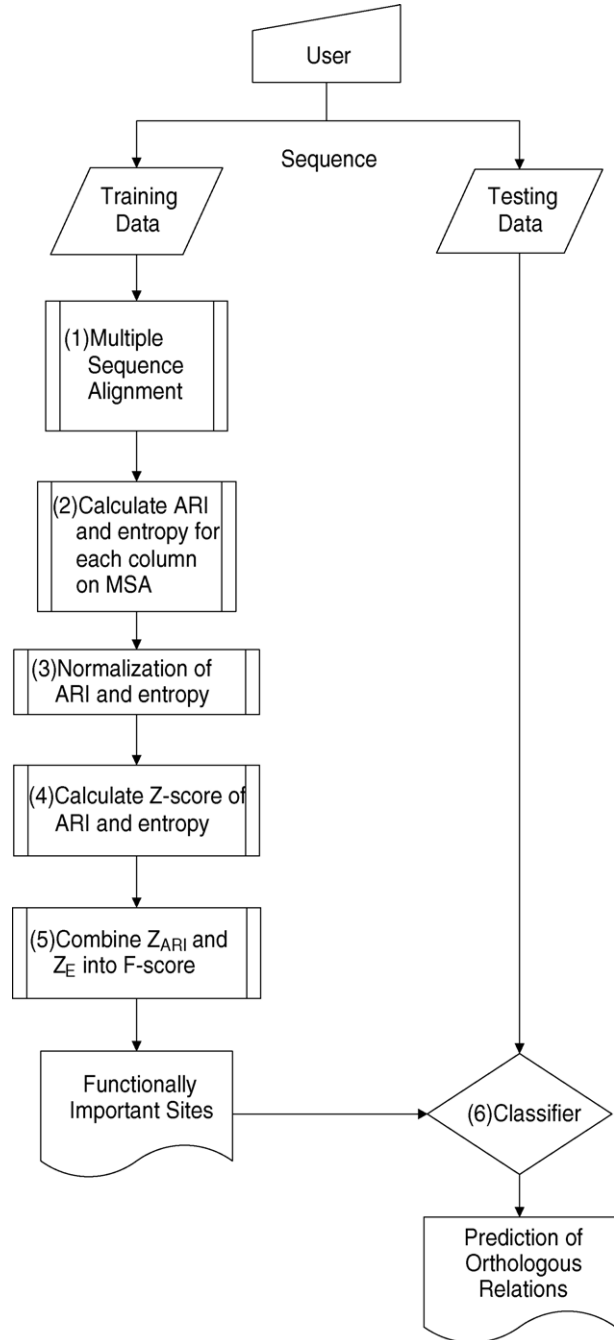 User
Sequence
Training
Data
Testing
Data
(1)Multiple
Sequence
Alignment
(2)Calculate ARI
and entropy for
each column
on MSA
(3)Normalization of
ARI and entropy
(4)Calculate Z-score of
ARI and entropy
(5)Combine Z_ARI and
Z_E into F-score
Functionally
Important Sites
(6)Classifier
Prediction of
Orthologous
Relations